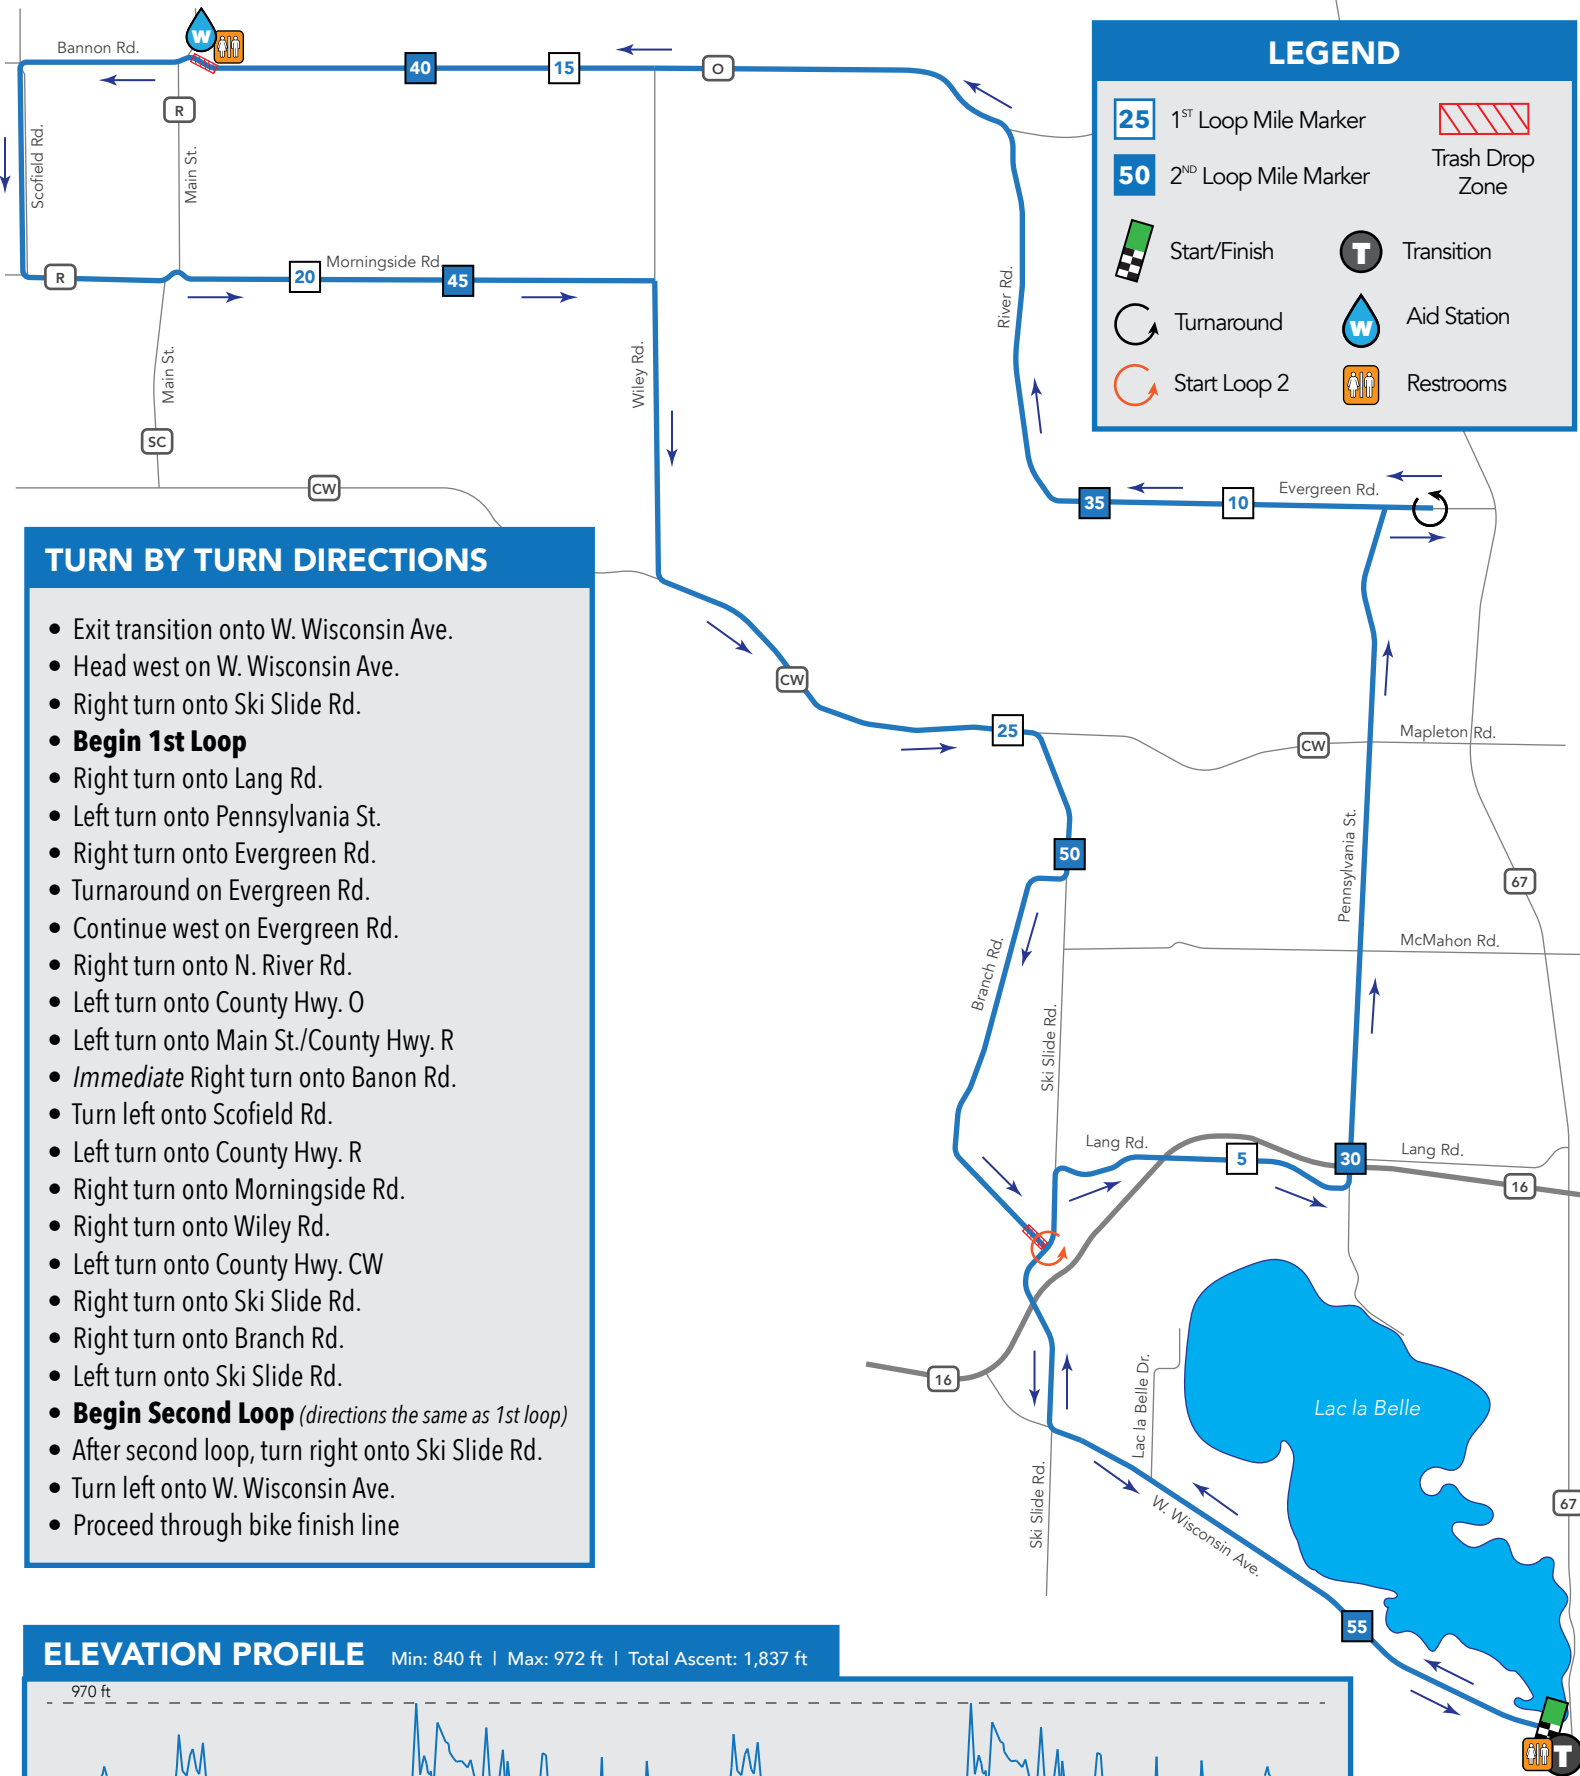 Bannon Rd.
W
40
15
O
R
Scofield Rd.
Main St.
R
20
Morningside Rd.
45
Main St.
SC
CW
Wiley Rd.
River Rd.
LEGEND
25 1ST Loop Mile Marker
50 2ND Loop Mile Marker
Trash Drop
Zone
Start/Finish
T Transition
Turnaround
W Aid Station
Start Loop 2
Restrooms
35
10
Evergreen Rd.
TURN BY TURN DIRECTIONS
• Exit transition onto W. Wisconsin Ave.
• Head west on W. Wisconsin Ave.
• Right turn onto Ski Slide Rd.
• Begin 1st Loop
• Right turn onto Lang Rd.
• Left turn onto Pennsylvania St.
• Right turn onto Evergreen Rd.
• Turnaround on Evergreen Rd.
• Continue west on Evergreen Rd.
• Right turn onto N. River Rd.
• Left turn onto County Hwy. O
• Left turn onto Main St./County Hwy. R
• Immediate Right turn onto Banon Rd.
• Turn left onto Scofield Rd.
• Left turn onto County Hwy. R
• Right turn onto Morningside Rd.
• Right turn onto Wiley Rd.
• Left turn onto County Hwy. CW
• Right turn onto Ski Slide Rd.
• Right turn onto Branch Rd.
• Left turn onto Ski Slide Rd.
• Begin Second Loop (directions the same as 1st loop)
• After second loop, turn right onto Ski Slide Rd.
• Turn left onto W. Wisconsin Ave.
• Proceed through bike finish line
CW
25
CW
Mapleton Rd.
50
Pennsylvania St.
67
Branch Rd.
McMahon Rd.
Ski Slide Rd.
Lang Rd.
5
30
Lang Rd.
16
16
Lac la Belle Dr.
Lac la Belle
Ski Slide Rd.
W. Wisconsin Ave.
67
55
T
ELEVATION PROFILE Min: 840 ft | Max: 972 ft | Total Ascent: 1,837 ft
970 ft